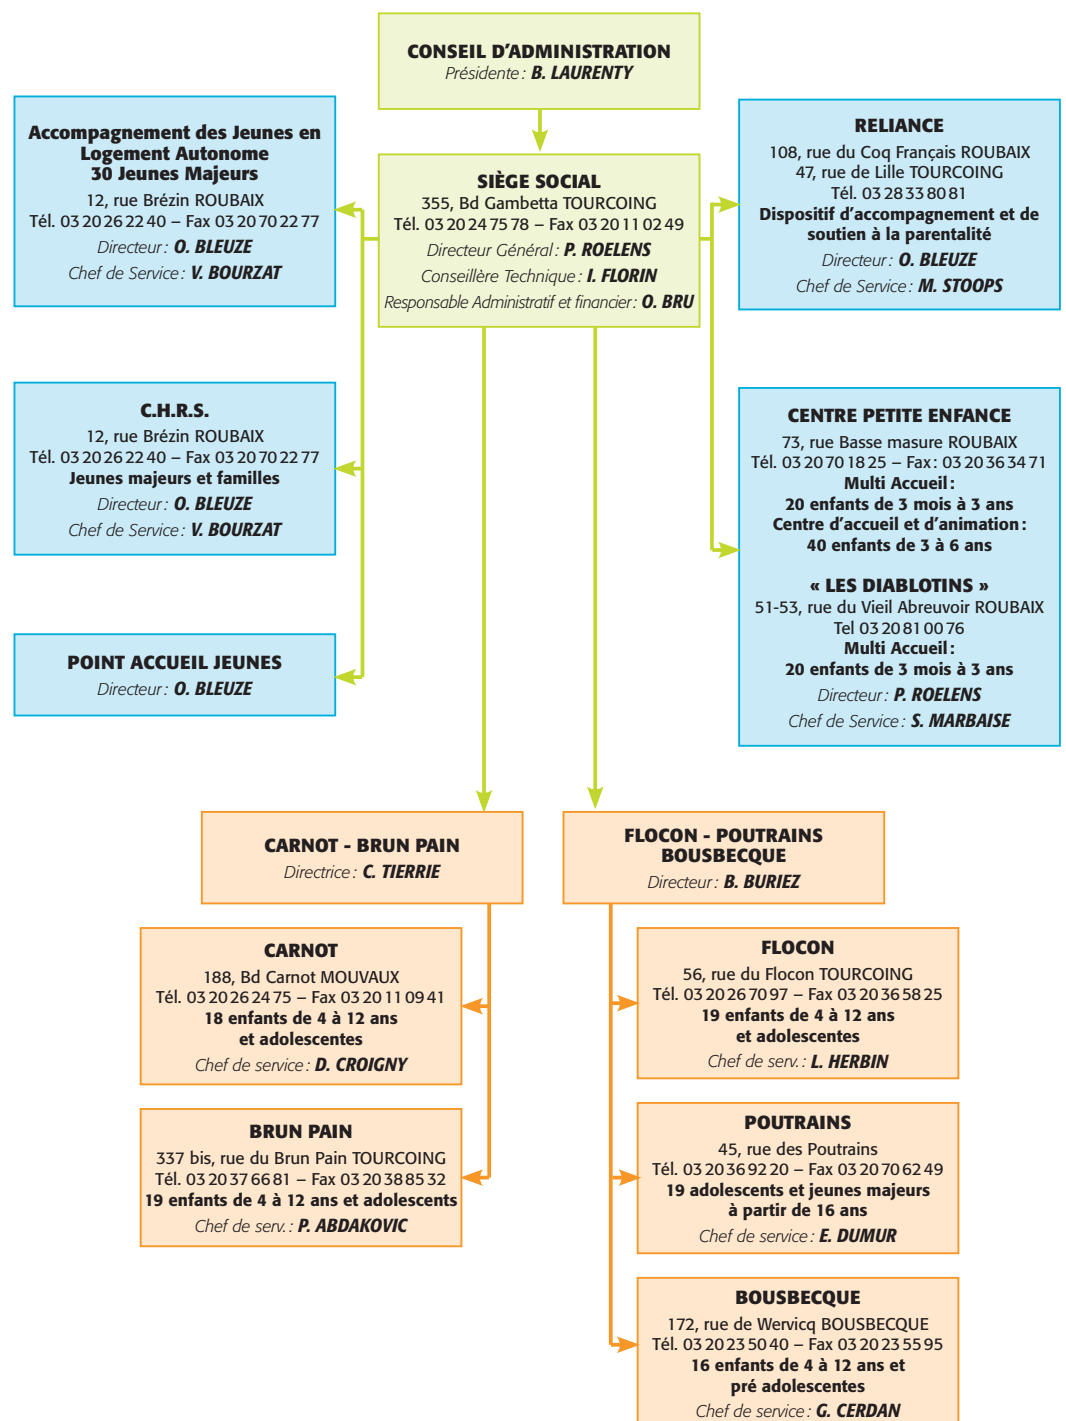 CONSEIL D'ADMINISTRATION
Présidente : B. LAURENTY
Accompagnement des Jeunes en
Logement Autonome
30 Jeunes Majeurs
12, rue Brézin ROUBAIX
Tél. 03 20 26 22 40 – Fax 03 20 70 22 77
Directeur : O. BLEUZE
Chef de Service : V. BOURZAT
SIÈGE SOCIAL
355, Bd Gambetta TOURCOING
Tél. 03 20 24 75 78 – Fax 03 20 11 02 49
Directeur Général : P. ROELENS
Conseillère Technique : I. FLORIN
Responsable Administratif et financier : O. BRU
RELIANCE
108, rue du Coq Français ROUBAIX
47, rue de Lille TOURCOING
Tél. 03 28 33 80 81
Dispositif d'accompagnement et de
soutien à la parentalité
Directeur : O. BLEUZE
Chef de Service : M. STOOPS
C.H.R.S.
12, rue Brézin ROUBAIX
Tél. 03 20 26 22 40 – Fax 03 20 70 22 77
Jeunes majeurs et familles
Directeur : O. BLEUZE
Chef de Service : V. BOURZAT
CENTRE PETITE ENFANCE
73, rue Basse masure ROUBAIX
Tél. 03 20 70 18 25 – Fax : 03 20 36 34 71
Multi Accueil :
20 enfants de 3 mois à 3 ans
Centre d'accueil et d'animation :
40 enfants de 3 à 6 ans
« LES DIABLOTINS »
51-53, rue du Vieil Abreuvoir ROUBAIX
Tel 03 20 81 00 76
Multi Accueil :
20 enfants de 3 mois à 3 ans
Directeur : P. ROELENS
Chef de Service : S. MARBAISE
POINT ACCUEIL JEUNES
Directeur : O. BLEUZE
CARNOT - BRUN PAIN
Directrice : C. TIERRIE
FLOCON - POUTRAINS
BOUSBECQUE
Directeur : B. BURIEZ
CARNOT
188, Bd Carnot MOUVAUX
Tél. 03 20 26 24 75 – Fax 03 20 11 09 41
18 enfants de 4 à 12 ans
et adolescentes
Chef de service : D. CROIGNY
BRUN PAIN
337 bis, rue du Brun Pain TOURCOING
Tél. 03 20 37 66 81 – Fax 03 20 38 85 32
19 enfants de 4 à 12 ans et adolescents
Chef de serv. : P. ABDAKOVIC
FLOCON
56, rue du Flocon TOURCOING
Tél. 03 20 26 70 97 – Fax 03 20 36 58 25
19 enfants de 4 à 12 ans
et adolescentes
Chef de serv. : L. HERBIN
POUTRAINS
45, rue des Poutrains
Tél. 03 20 36 92 20 – Fax 03 20 70 62 49
19 adolescents et jeunes majeurs
à partir de 16 ans
Chef de service : E. DUMUR
BOUSBECQUE
172, rue de Wervicq BOUSBECQUE
Tél. 03 20 23 50 40 – Fax 03 20 23 55 95
16 enfants de 4 à 12 ans et
pré adolescentes
Chef de service : G. CERDAN